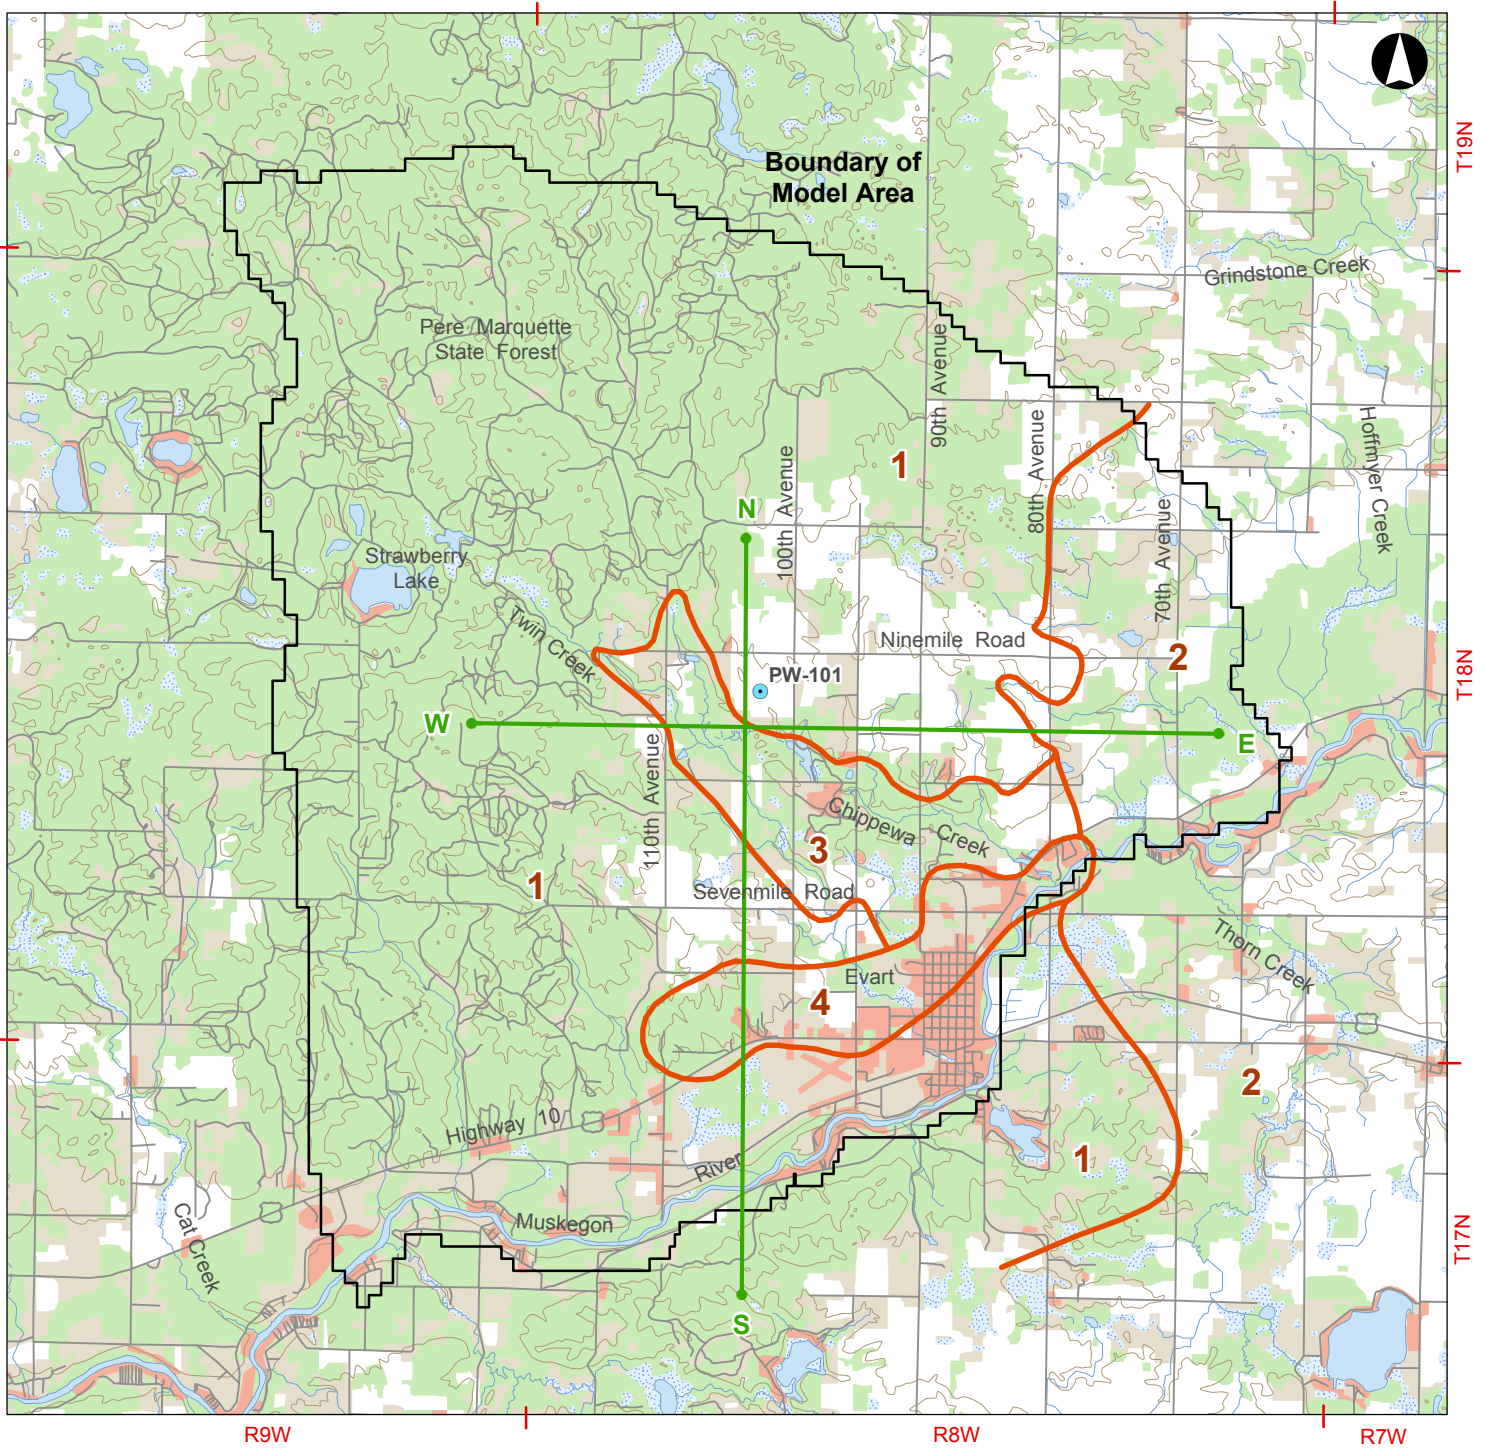 T19N
Boundary of
Model Area
Grindstone Creek
Pere Marquette
State Forest
90th Avenue
Hoffmyer Creek
80th Avenue
1
100th Avenue
N
70th Avenue
Strawberry
Lake
Twin Creek
Ninemile Road
2
T18N
PW-101
W
E
110th Avenue
Chippewa Creek
3
1
Sevenmile Road
Thorn Creek
Evart
4
2
Highway 10
1
River
Muskegon
Cat Creek
T17N
S
R9W
R8W
R7W